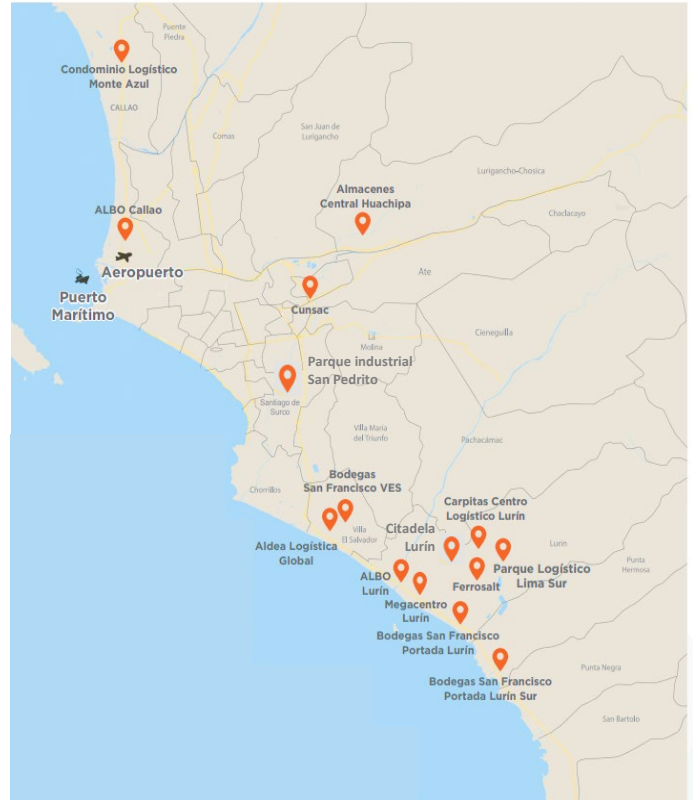 Puente
Piedra
Condominio Logístico
Monte Azul
CALLAO
Comas
San Juan de
Lurigancho
Lurigancho-Chosica
Almacenes
Central Huachipa
Chaclacayo
ALBO Callao
Aeropuerto
Puerto
Marítimo
Ate
Cunsac
La
Molina
Cieneguilla
Parque industrial
San Pedrito
Santiago de
Surco
Villa María
del Triunfo
Pachacámac
Chorrillos
Bodegas
San Francisco VES
Villa
El Salvador
Aldea Logística
Global
Carpitas Centro
Logístico Lurín
Citadela
Lurín
Lurin
Punta
Hermosa
Parque Logístico
Lima Sur
ALBO
Lurín
Ferrosalt
Megacentro
Lurín
Bodegas San Francisco
Portada Lurín
Bodegas San Francisco
Portada Lurín Sur
Punta Negra
San Bartolo